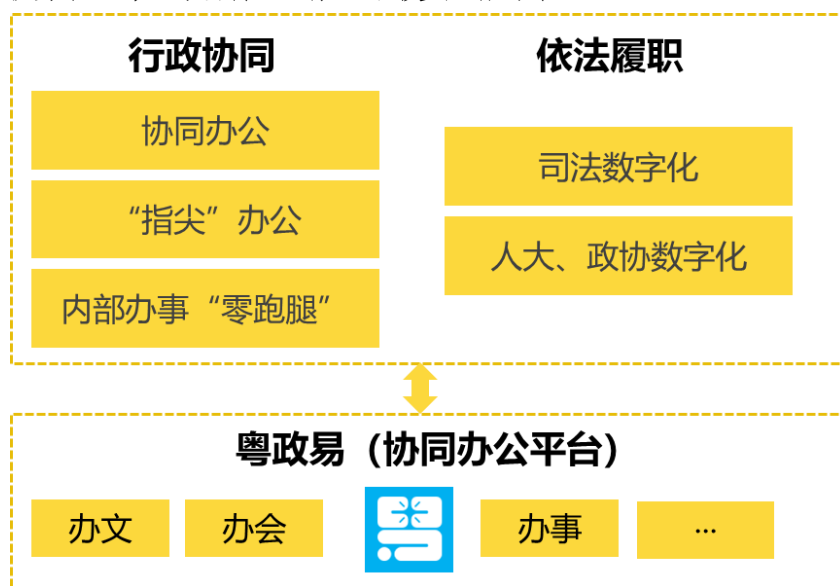 行政协同
协同办公
“指尖”办公
内部办事“零跑腿”
依法履职
司法数字化
人大、政协数字化
粤政易（协同办公平台）
办文
办会
办事
...